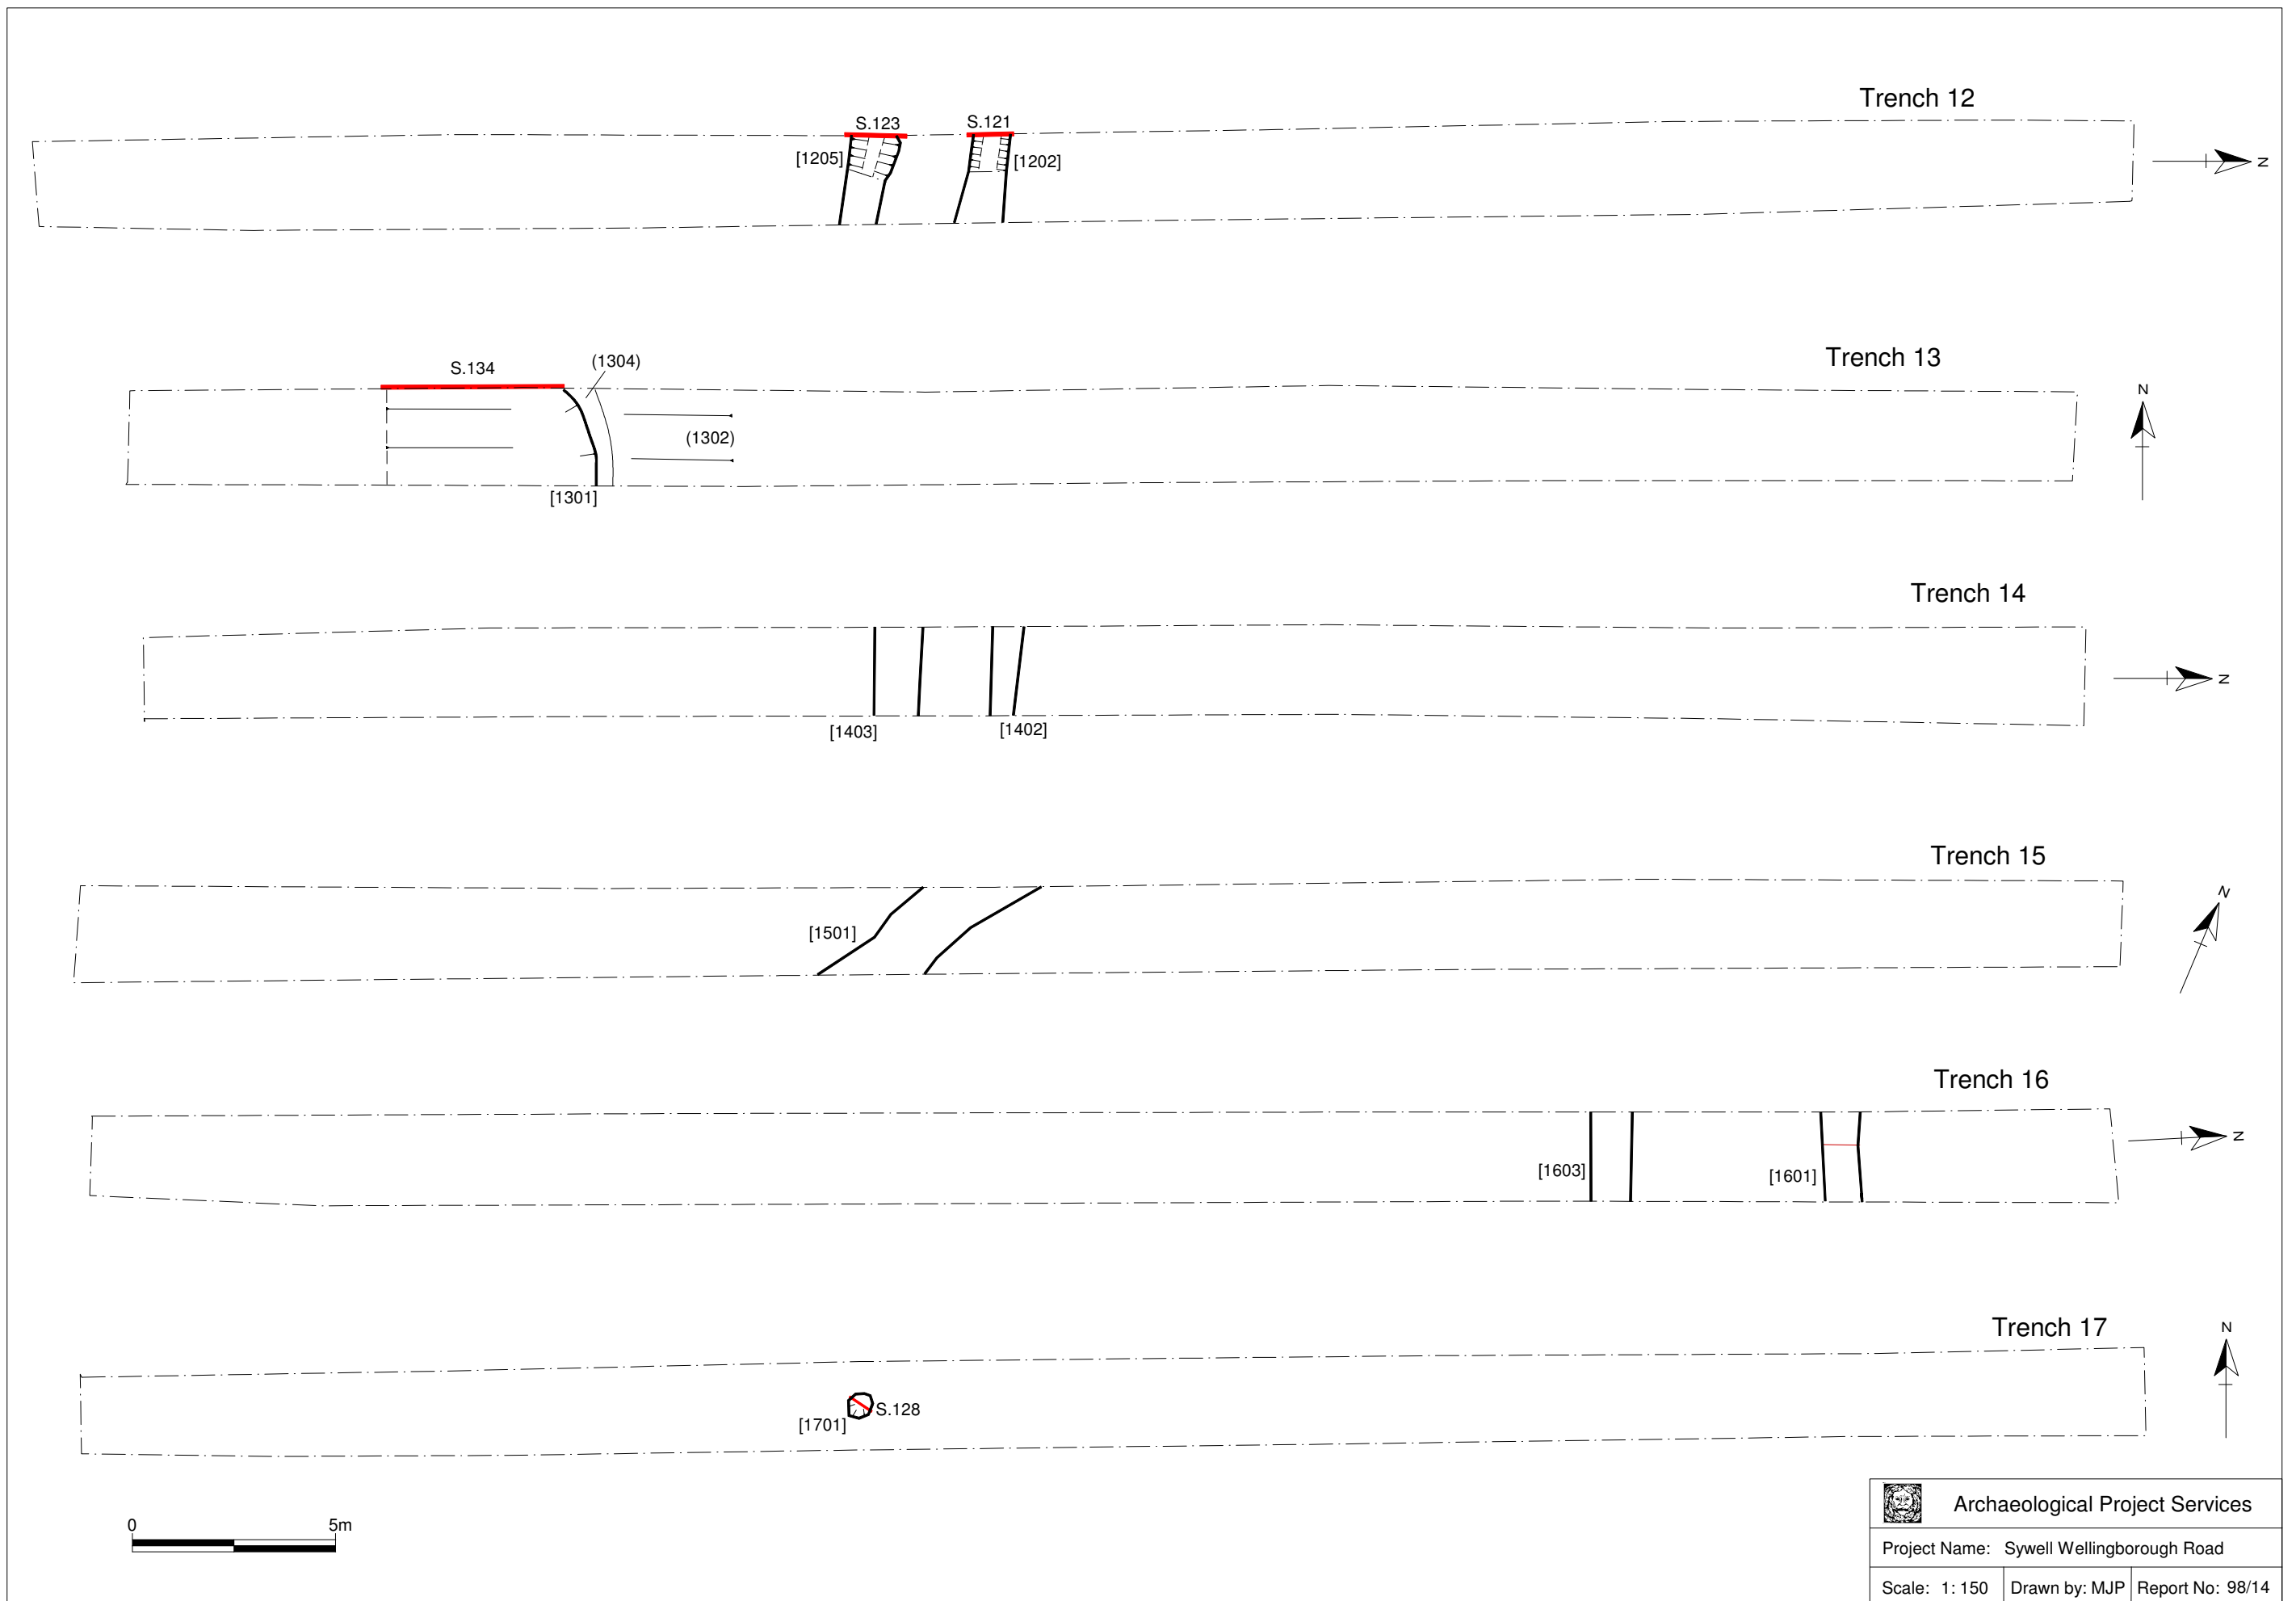 Trench 12
S.123
S.121
[1205]
[1202]
N
Trench 13
S.134
(1304)
(1302)
[1301]
N
Trench 14
[1403]
[1402]
N
Trench 15
[1501]
N
Trench 16
[1603]
[1601]
N
Trench 17
[1701]
S.128
N
0 5m
Archaeological Project Services
Project Name: Sywell Wellingborough Road
Scale: 1:150 Drawn by: MJP Report No: 98/14